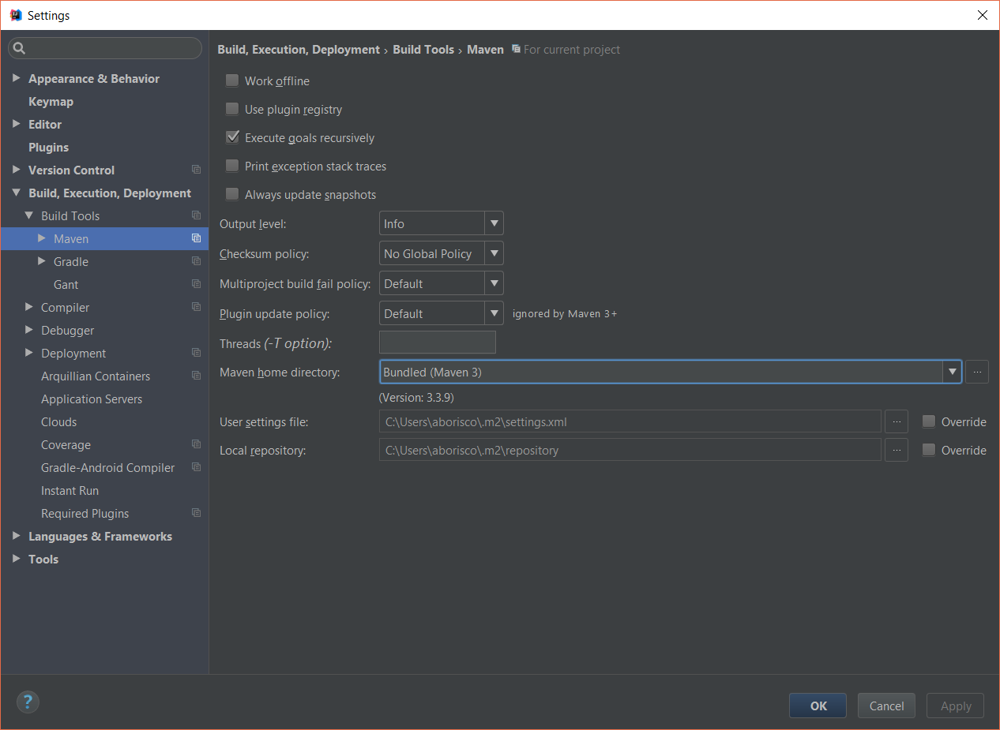 Settings
Appearance & Behavior
Keymap
Editor
Plugins
Version Control
Build, Execution, Deployment
Build Tools
Maven
Gradle
Gant
Compiler
Debugger
Deployment
Arquillian Containers
Application Servers
Clouds
Coverage
Gradle-Android Compiler
Instant Run
Required Plugins
Languages & Frameworks
Tools
Build, Execution, Deployment › Build Tools › Maven For current project
Work offline
Use plugin registry
Execute goals recursively
Print exception stack traces
Always update snapshots
Output level: Info
Checksum policy: No Global Policy
Multiproject build fail policy: Default
Plugin update policy: Default ignored by Maven 3+
Threads (-T option):
Maven home directory: Bundled (Maven 3) ...
(Version: 3.3.9)
User settings file: C:\Users\aborisco\.m2\settings.xml ... Override
Local repository: C:\Users\aborisco\.m2\repository ... Override
? OK Cancel Apply